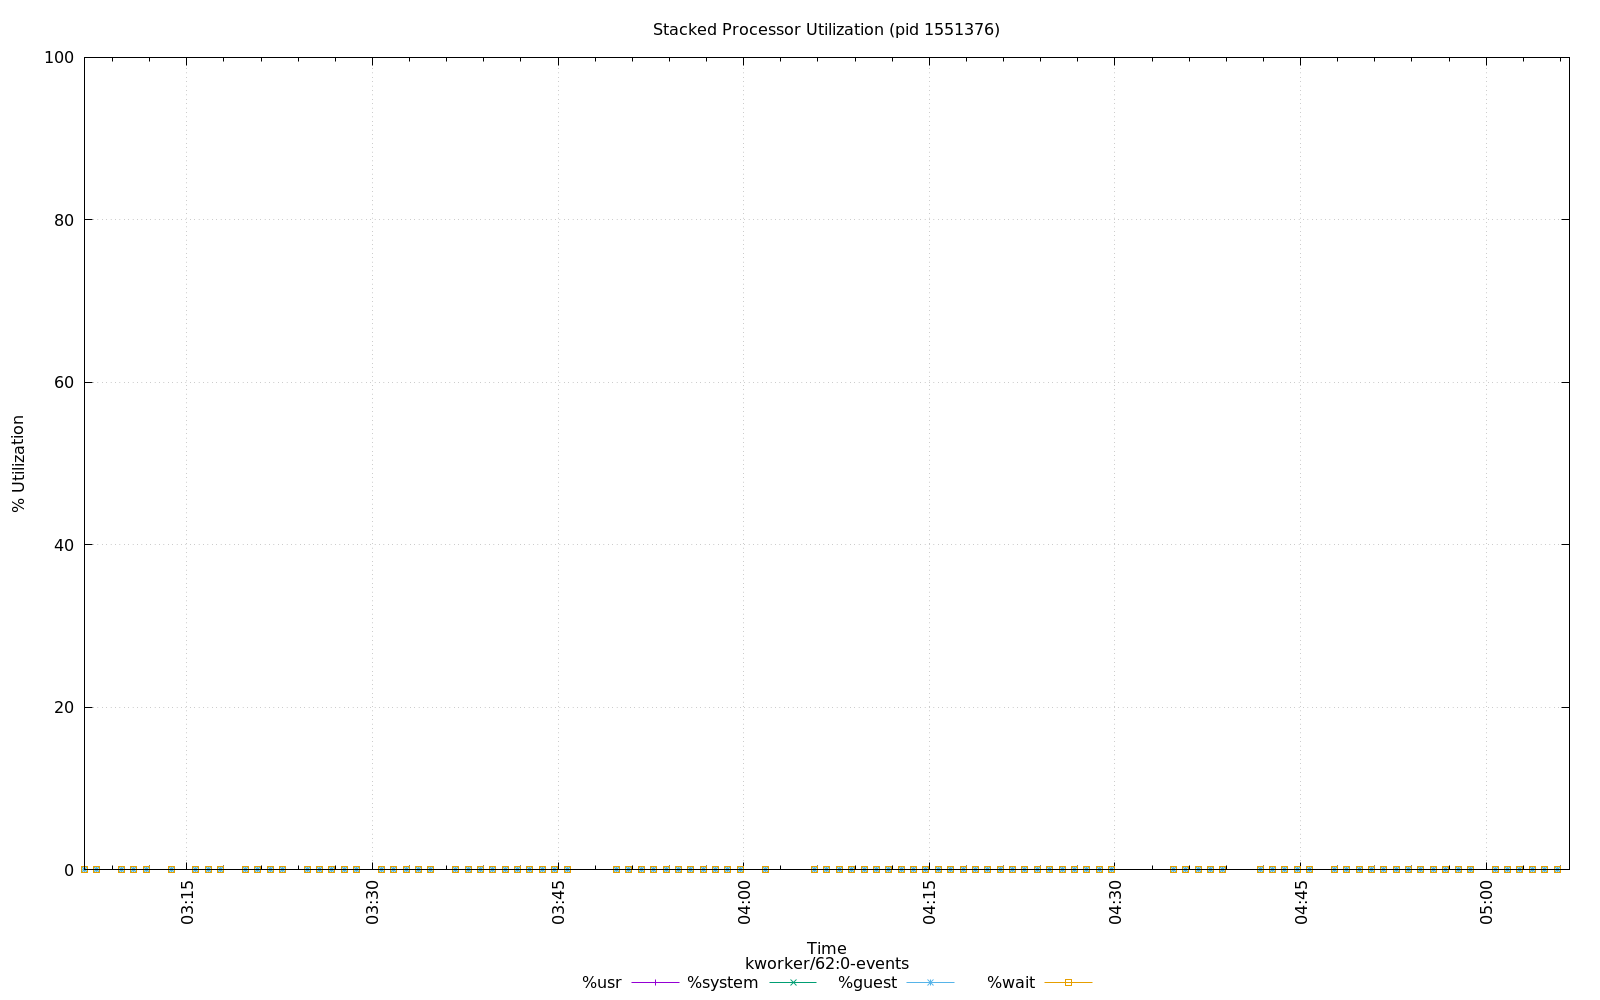 Stacked Processor Utilization (pid 1551376)
100
80
60
40
20
0
% Utilization
03:15
03:30
03:45
04:00
04:15
04:30
04:45
05:00
Time
kworker/62:0-events
%usr %system %guest %wait